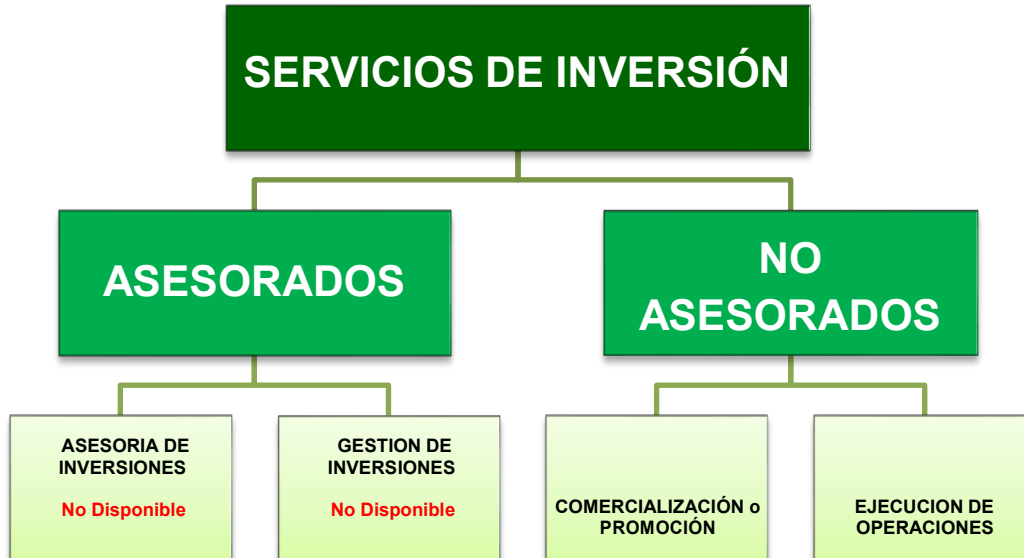 SERVICIOS DE INVERSIÓN
ASESORADOS
NO
ASESORADOS
ASESORIA DE
INVERSIONES
No Disponible
GESTION DE
INVERSIONES
No Disponible
COMERCIALIZACIÓN o
PROMOCIÓN
EJECUCION DE
OPERACIONES